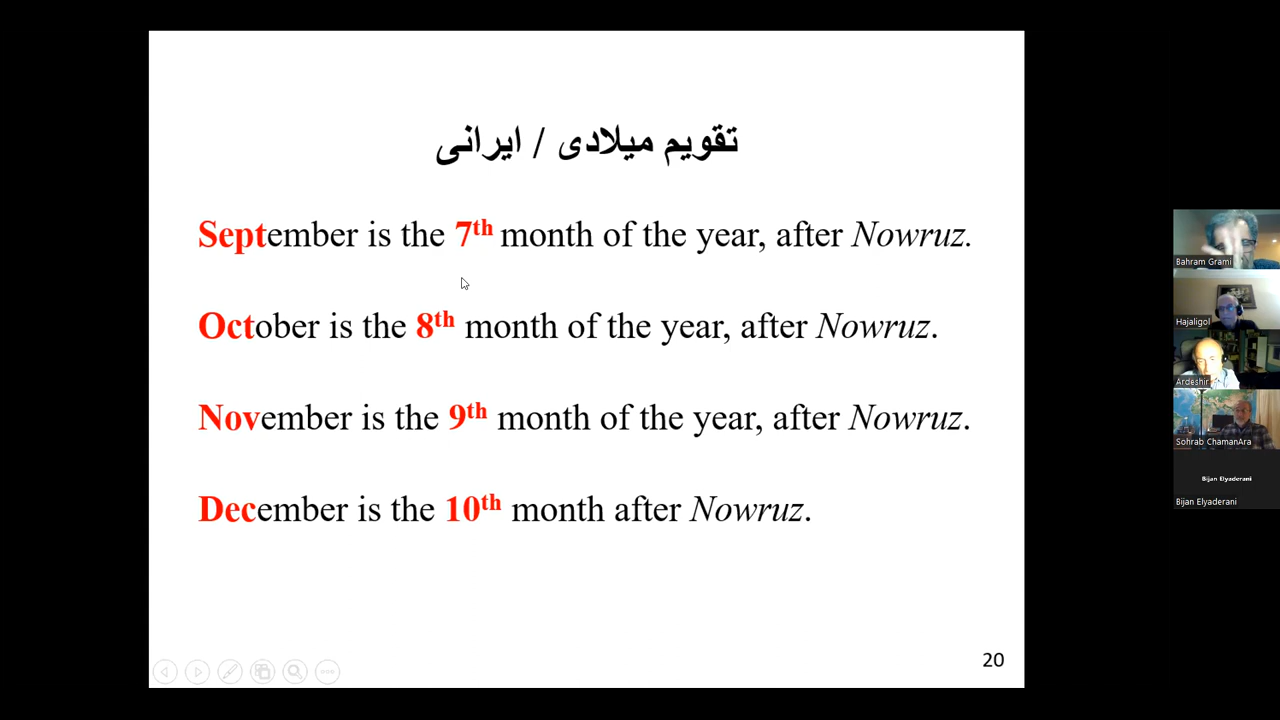 تقویم میلادی / ایرانی
September is the 7th month of the year, after Nowruz.
October is the 8th month of the year, after Nowruz.
November is the 9th month of the year, after Nowruz.
December is the 10th month after Nowruz.
20
Bahram Grami
Hajaligol
Ardeshir
Sohrab ChamanAra
Bijan Elyaderani
Bijan Elyaderani